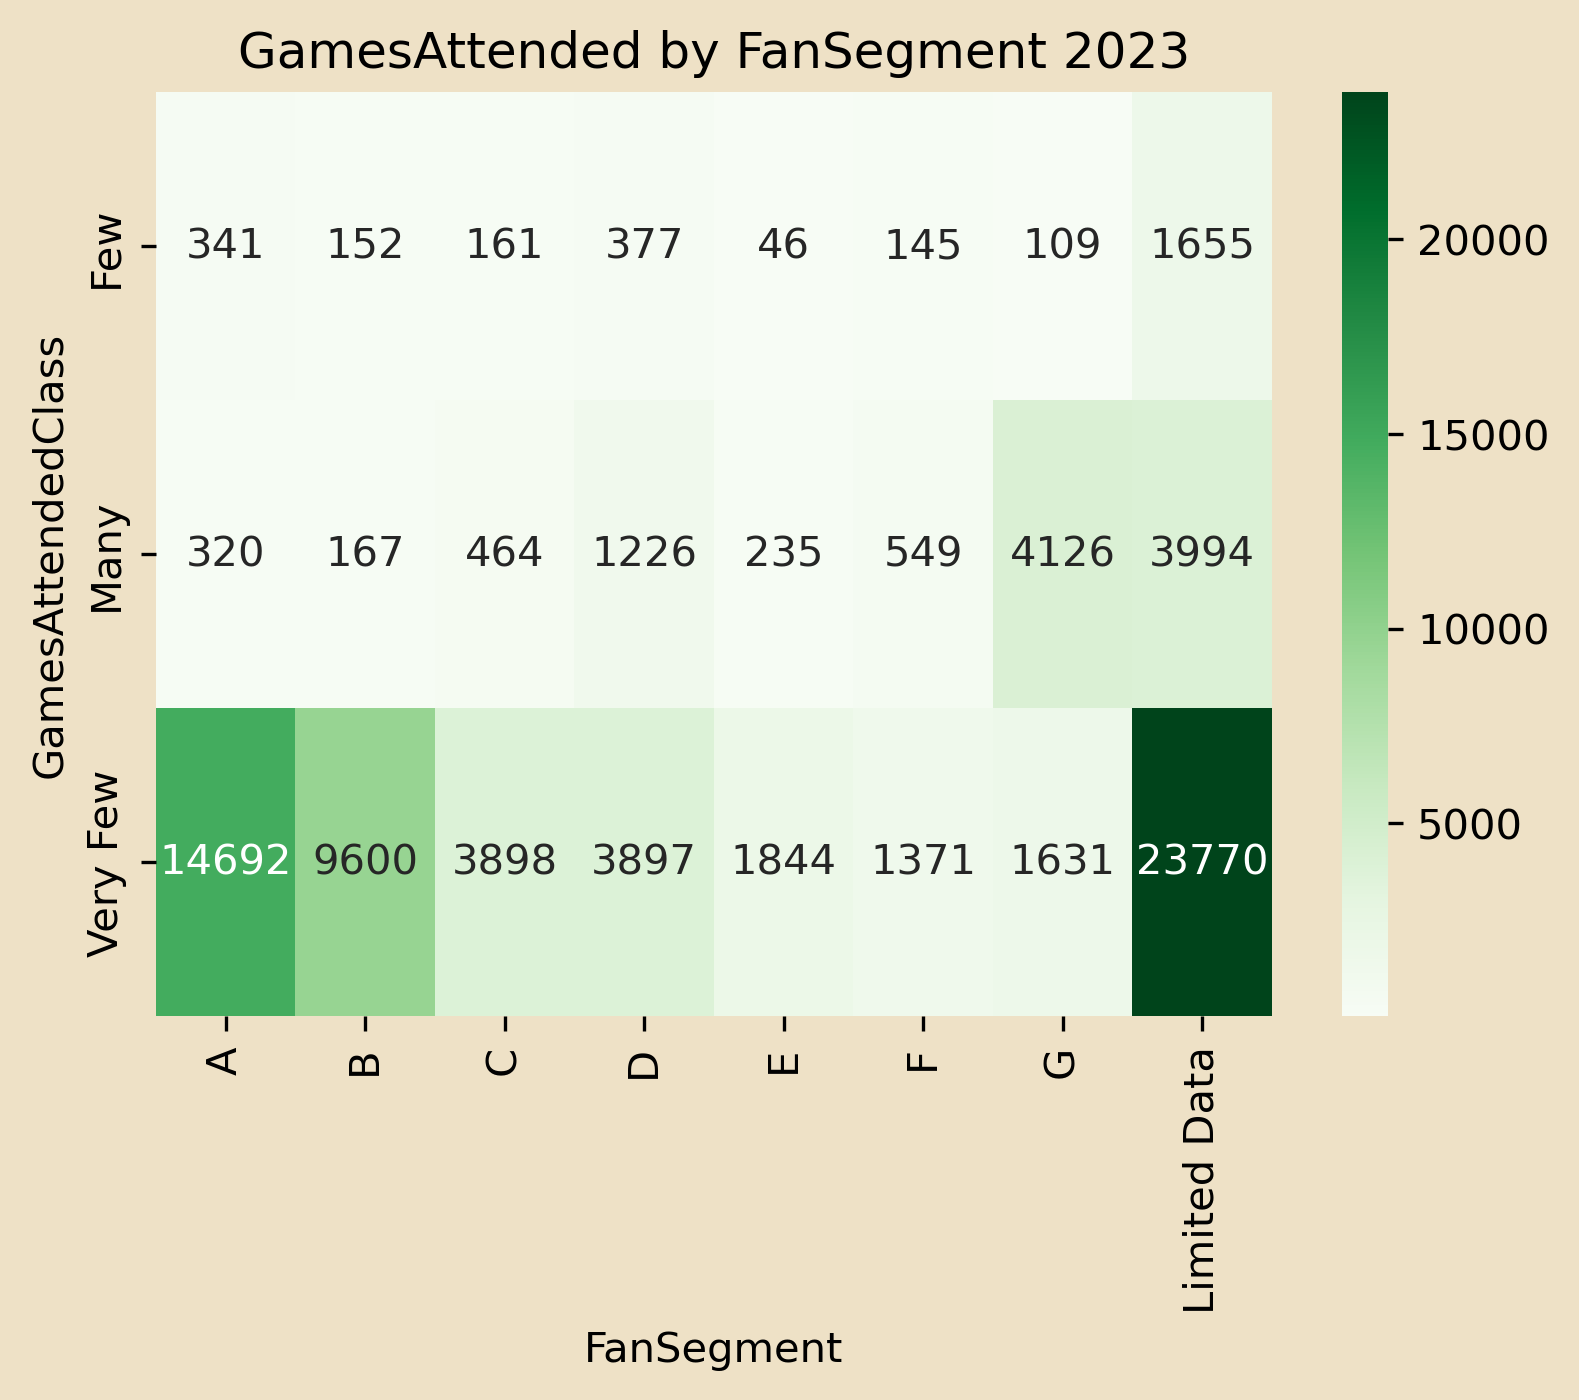 GamesAttended by FanSegment 2023
GamesAttendedClass
Few
341 152 161 377 46 145 109 1655
Many
320 167 464 1226 235 549 4126 3994
Very Few
14692 9600 3898 3897 1844 1371 1631 23770
A B C D E F G Limited Data
FanSegment
20000
15000
10000
5000